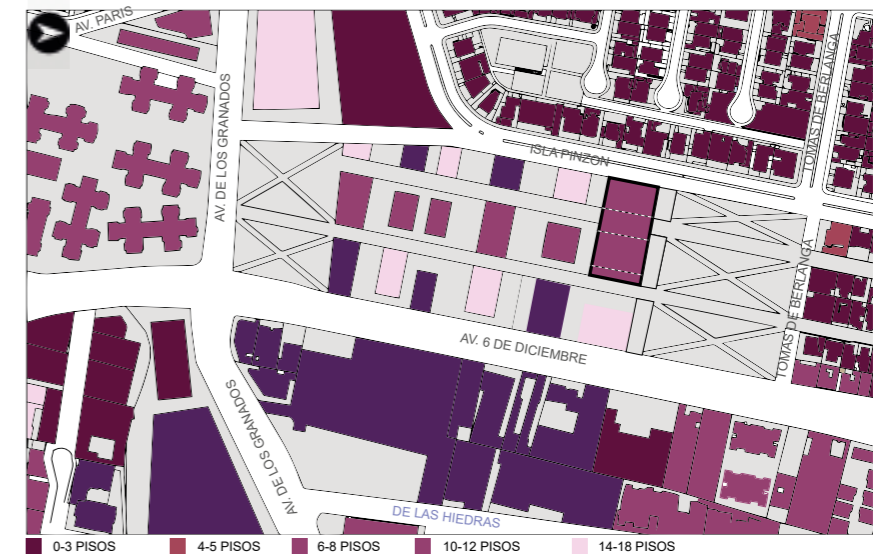 AV. PARIS
AV. DE LOS GRANADOS
TOMAS DE BERLANGA
ISLA PINZON
TOMAS DE BERLANGA
AV. 6 DE DICIEMBRE
AV. DE LOS GRANADOS
DE LAS HIEDRAS
0-3 PISOS
4-5 PISOS
6-8 PISOS
10-12 PISOS
14-18 PISOS